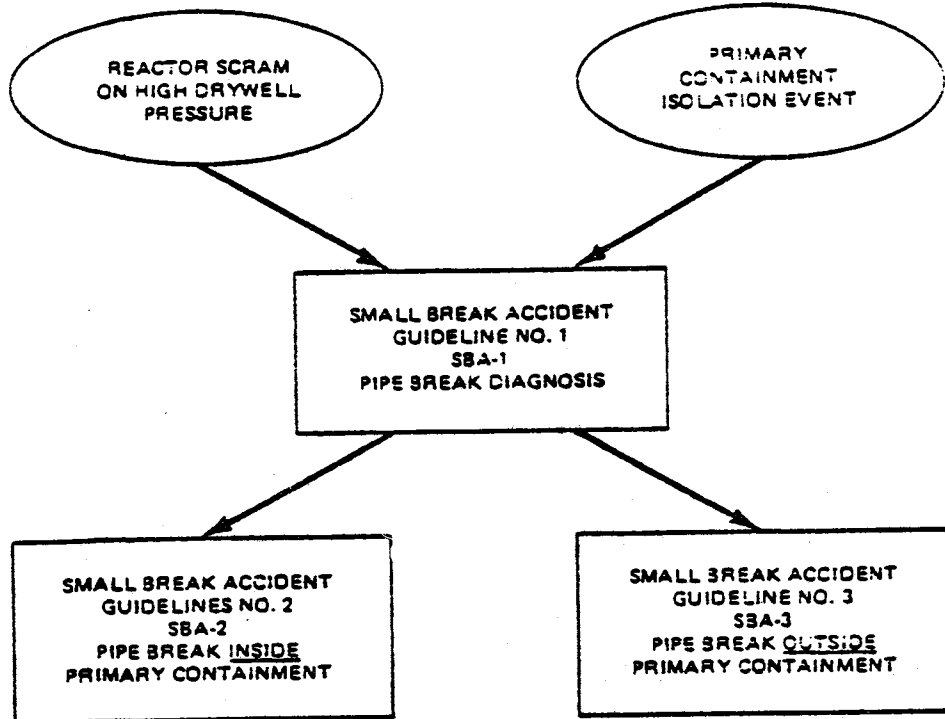 REACTOR SCRAM
ON HIGH DRYWELL
PRESSURE
PRIMARY
CONTAINMENT
ISOLATION EVENT
SMALL BREAK ACCIDENT
GUIDELINE NO. 1
SBA-1
PIPE BREAK DIAGNOSIS
SMALL BREAK ACCIDENT
GUIDELINES NO. 2
SBA-2
PIPE BREAK INSIDE
PRIMARY CONTAINMENT
SMALL BREAK ACCIDENT
GUIDELINE NO. 3
SBA-3
PIPE BREAK OUTSIDE
PRIMARY CONTAINMENT